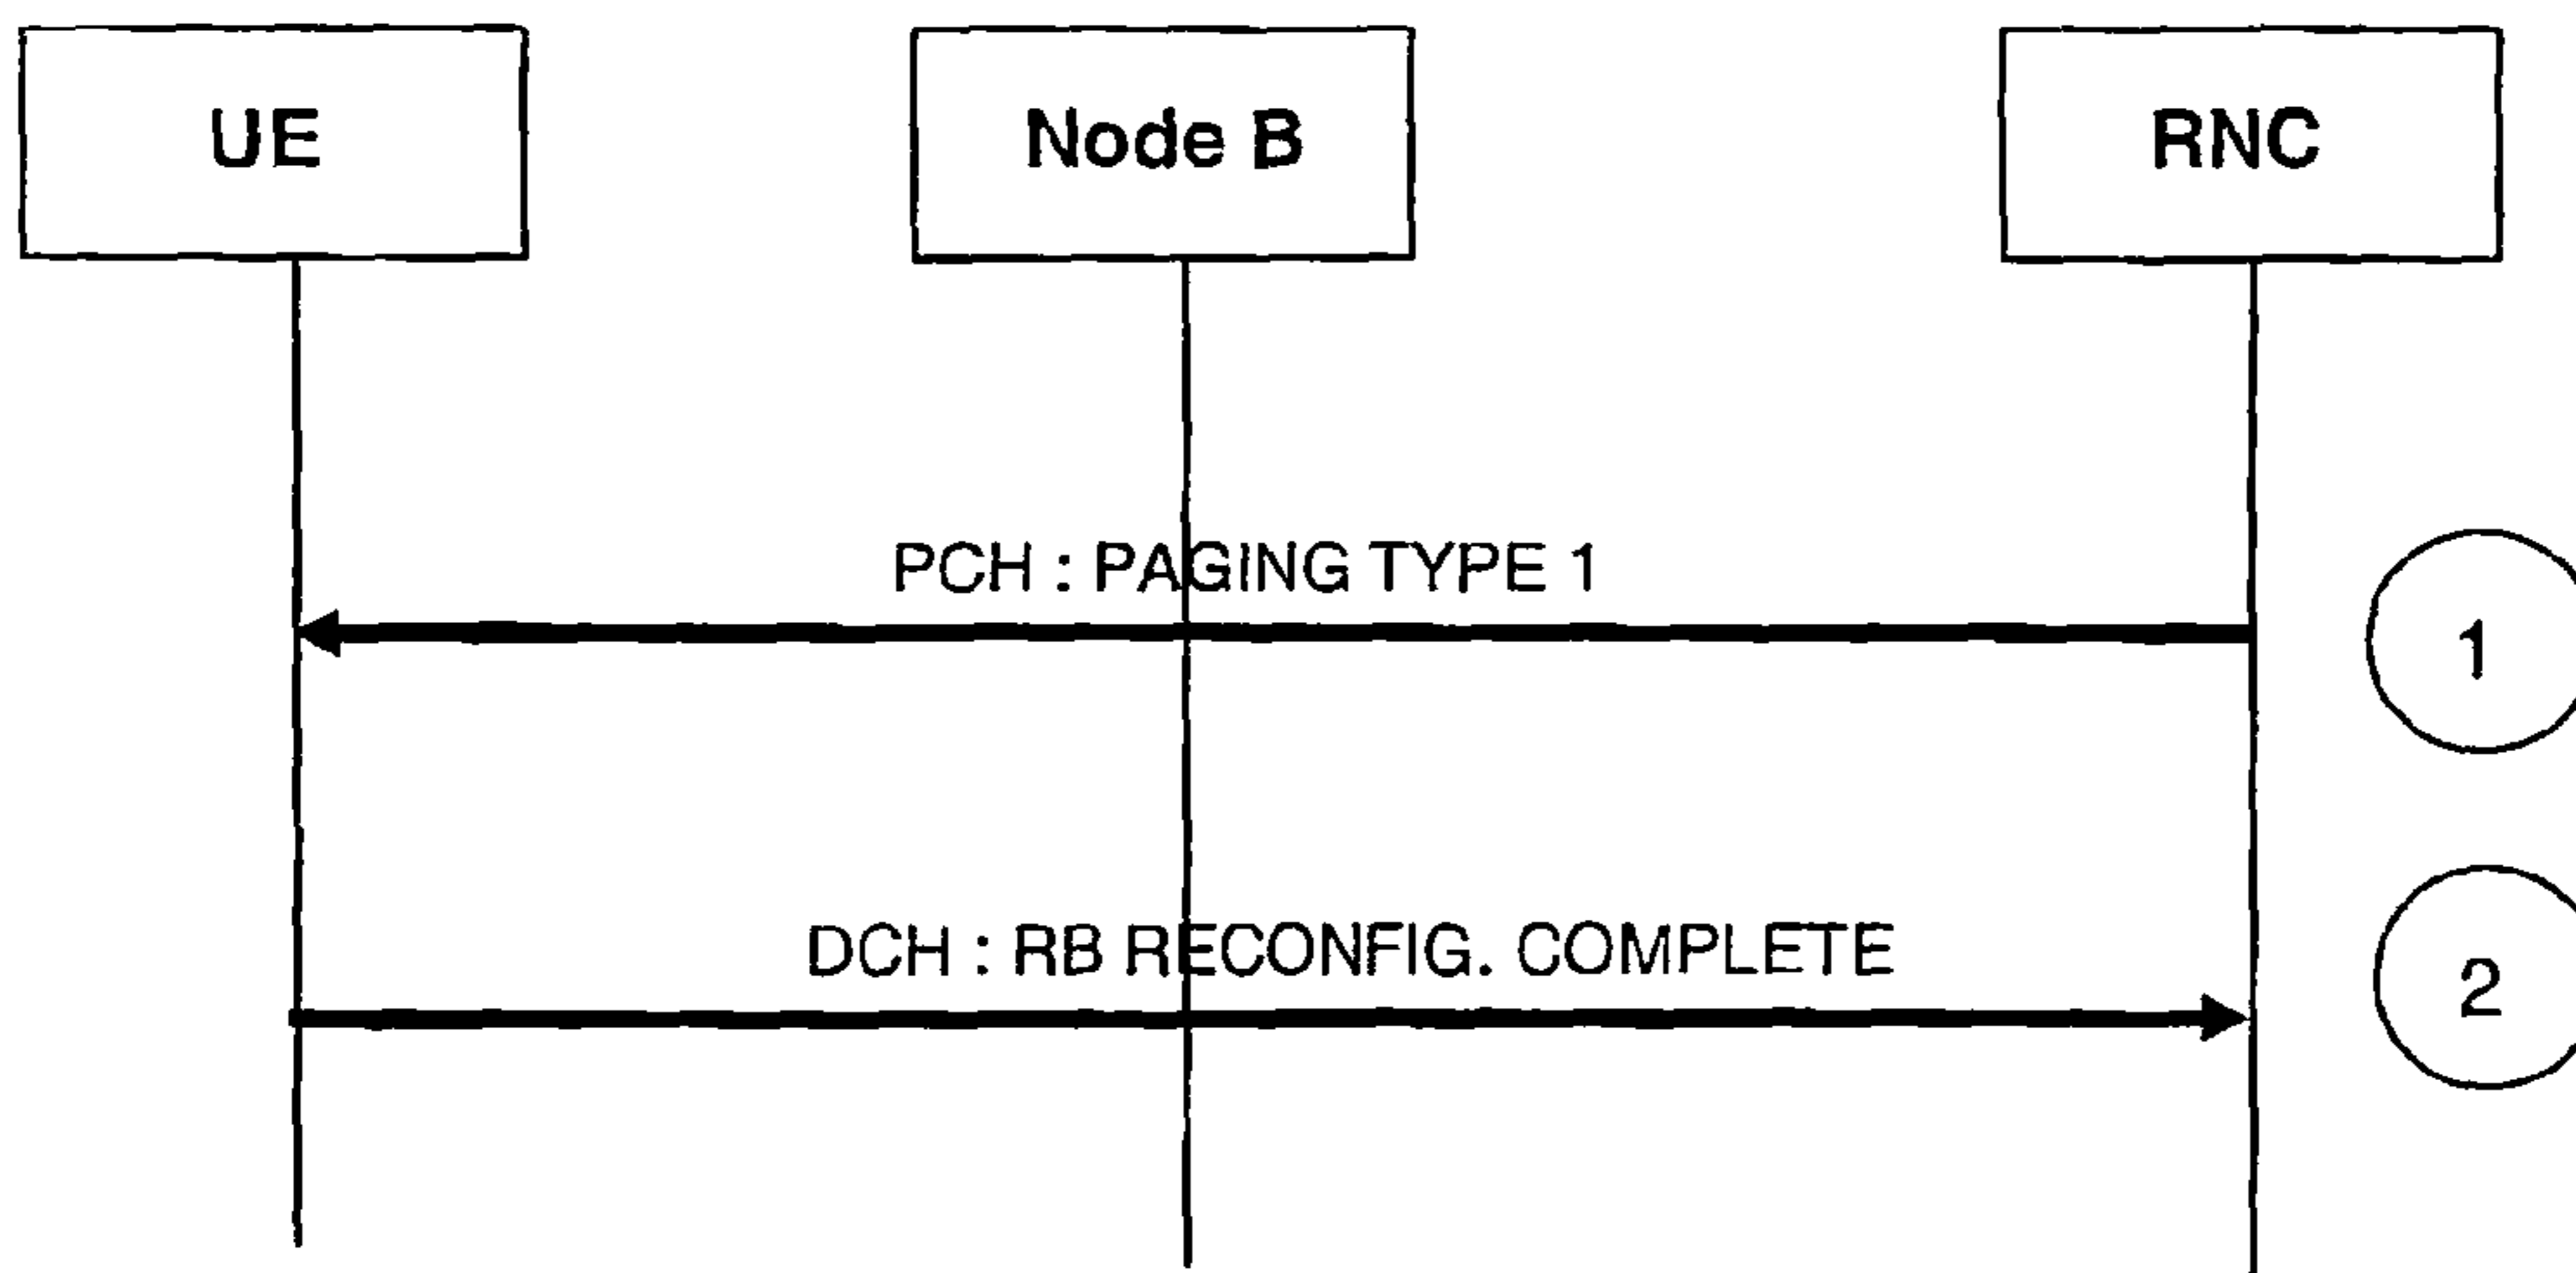 UE
Node B
RNC
PCH : PAGING TYPE 1
1
DCH : RB RECONFIG. COMPLETE
2